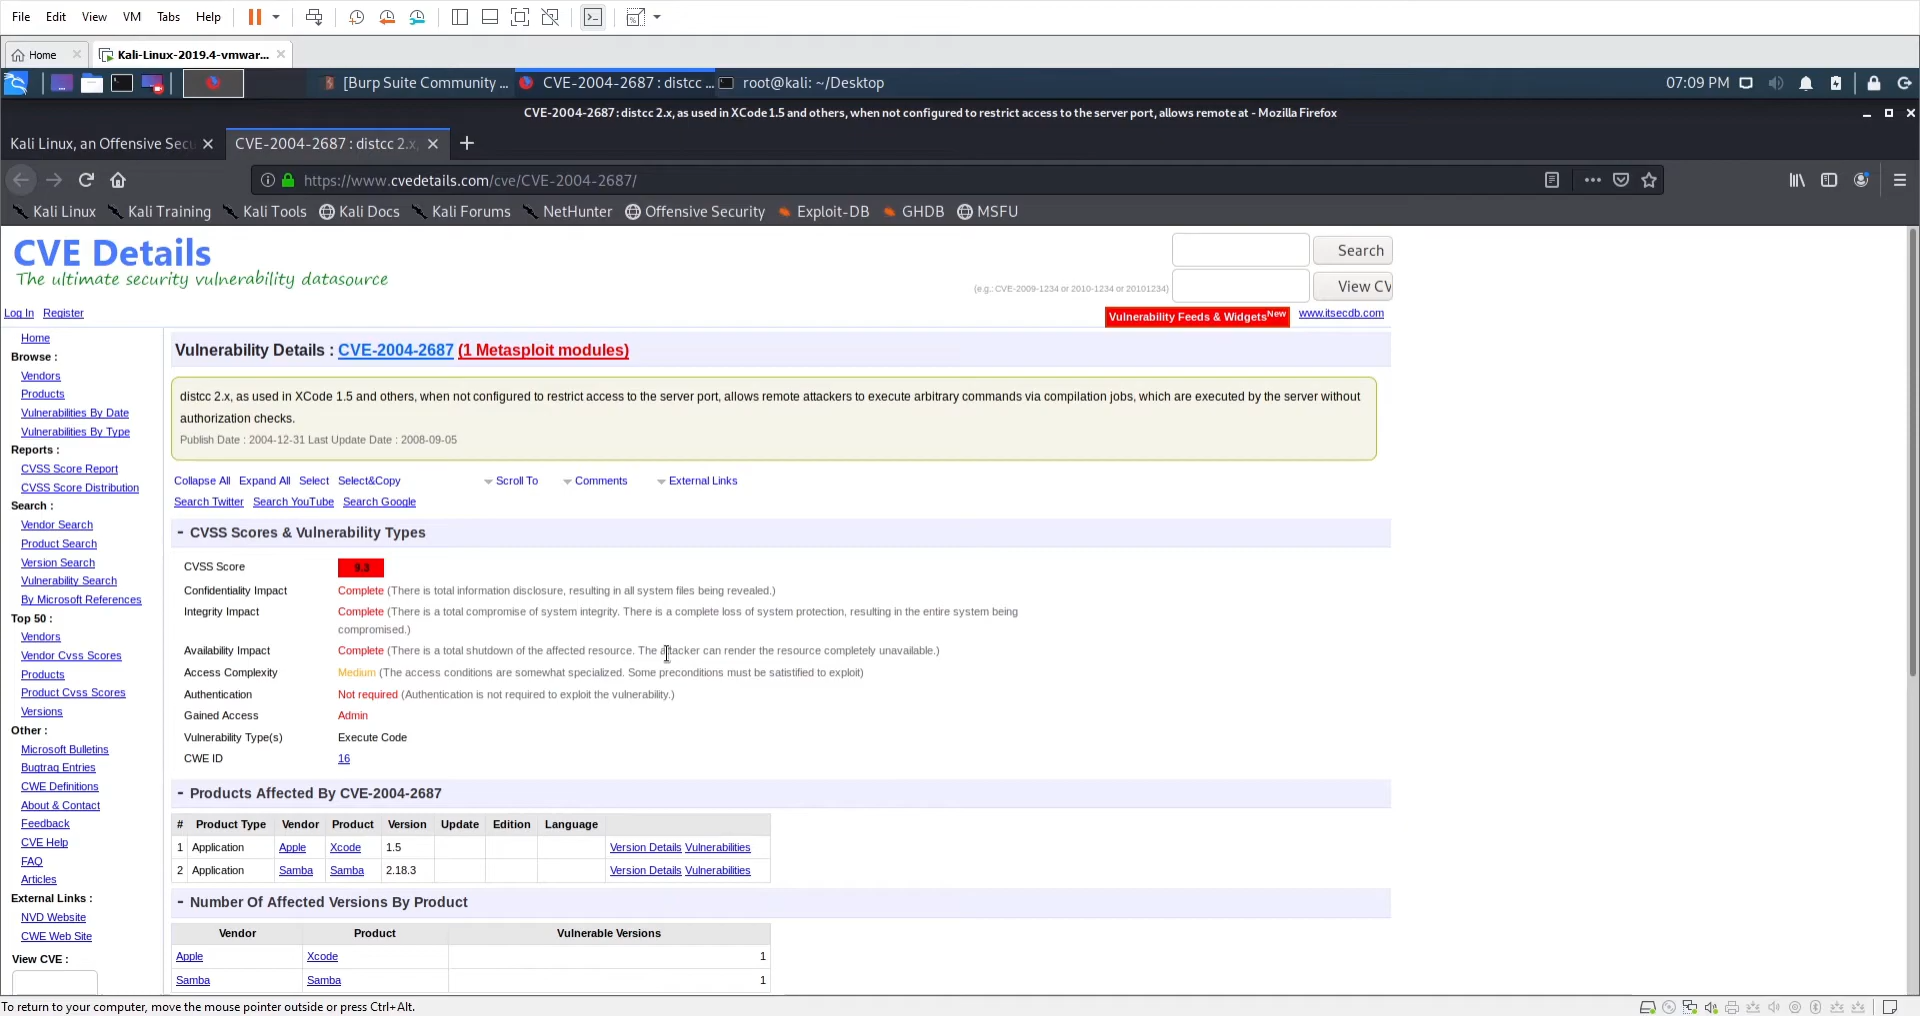 File Edit View VM Tabs Help
Home
Kali-Linux-2019.4-vmwar...
[Burp Suite Community ...
CVE-2004-2687 : distcc ...
root@kali: ~/Desktop
07:09 PM
CVE-2004-2687 : distcc 2.x, as used in XCode 1.5 and others, when not configured to restrict access to the server port, allows remote at - Mozilla Firefox
Kali Linux, an Offensive Secu
CVE-2004-2687 : distcc 2.x,
https://www.cvedetails.com/cve/CVE-2004-2687/
Kali Linux Kali Training Kali Tools Kali Docs Kali Forums NetHunter Offensive Security Exploit-DB GHDB MSFU
CVE Details
The ultimate security vulnerability datasource
Search
(e.g.: CVE-2009-1234 or 2010-1234 or 20101234)
View CV
Log In Register
Vulnerability Feeds & Widgets New www.itsecdb.com
Home
Browse :
Vendors
Products
Vulnerabilities By Date
Vulnerabilities By Type
Reports :
CVSS Score Report
CVSS Score Distribution
Search :
Vendor Search
Product Search
Version Search
Vulnerability Search
By Microsoft References
Top 50 :
Vendors
Vendor Cvss Scores
Products
Product Cvss Scores
Versions
Other :
Microsoft Bulletins
Bugtraq Entries
CWE Definitions
About & Contact
Feedback
CVE Help
FAQ
Articles
External Links :
NVD Website
CWE Web Site
View CVE :
Vulnerability Details : CVE-2004-2687 (1 Metasploit modules)
distcc 2.x, as used in XCode 1.5 and others, when not configured to restrict access to the server port, allows remote attackers to execute arbitrary commands via compilation jobs, which are executed by the server without
authorization checks.
Publish Date : 2004-12-31 Last Update Date : 2008-09-05
Collapse All Expand All Select Select&Copy Scroll To Comments External Links
Search Twitter Search YouTube Search Google
- CVSS Scores & Vulnerability Types
CVSS Score 9.3
Confidentiality Impact Complete (There is total information disclosure, resulting in all system files being revealed.)
Integrity Impact Complete (There is a total compromise of system integrity. There is a complete loss of system protection, resulting in the entire system being
compromised.)
Availability Impact Complete (There is a total shutdown of the affected resource. The attacker can render the resource completely unavailable.)
Access Complexity Medium (The access conditions are somewhat specialized. Some preconditions must be satistified to exploit)
Authentication Not required (Authentication is not required to exploit the vulnerability.)
Gained Access Admin
Vulnerability Type(s) Execute Code
CWE ID 16
- Products Affected By CVE-2004-2687
# Product Type Vendor Product Version Update Edition Language
1 Application Apple Xcode 1.5 Version Details Vulnerabilities
2 Application Samba Samba 2.18.3 Version Details Vulnerabilities
- Number Of Affected Versions By Product
Vendor Product Vulnerable Versions
Apple Xcode 1
Samba Samba 1
To return to your computer, move the mouse pointer outside or press Ctrl+Alt.